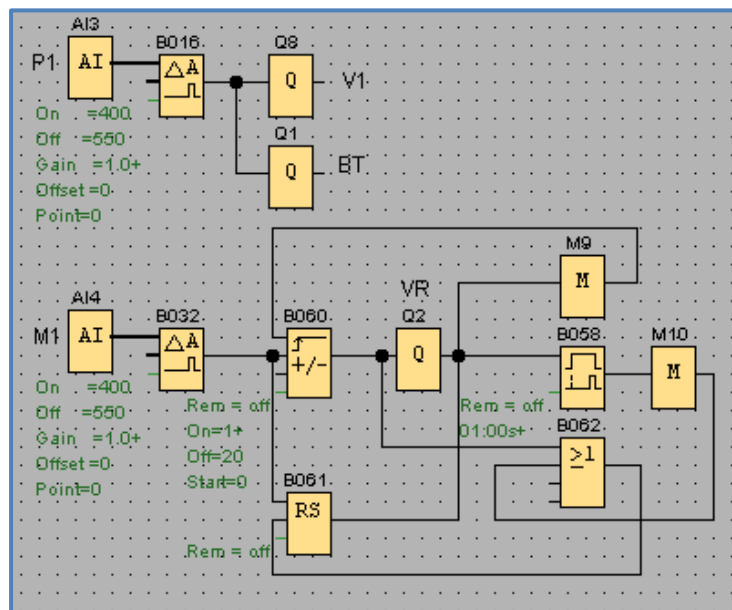 AI3
B016
Q8
P1
AI
ΔA
Q
V1
On =400
Off =550
Gain =1.0+
Offset=0
Point=0
Q1
Q
BT
M9
M
AI4
B032
B060
VR
Q2
B058
M10
M1
AI
ΔA
+/-
Q
M
On =400
Off =550
Gain =1.0+
Offset=0
Point=0
Rem = off
On=1+
Off=20
Start=0
Rem = off
01:00s+
B062
≥1
B061
RS
Rem = off